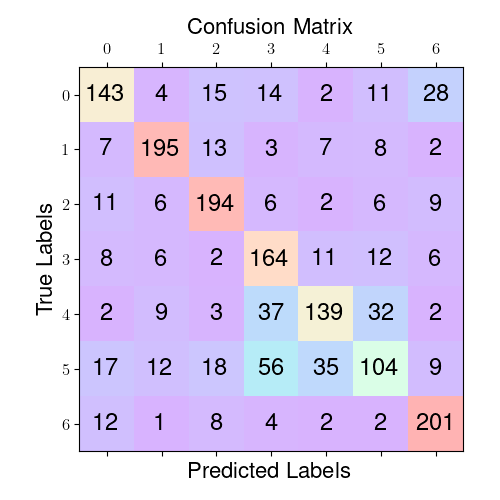 Confusion Matrix
0 1 2 3 4 5 6
0 143 4 15 14 2 11 28
1 7 195 13 3 7 8 2
2 11 6 194 6 2 6 9
3 8 6 2 164 11 12 6
4 2 9 3 37 139 32 2
5 17 12 18 56 35 104 9
6 12 1 8 4 2 2 201
True Labels
Predicted Labels